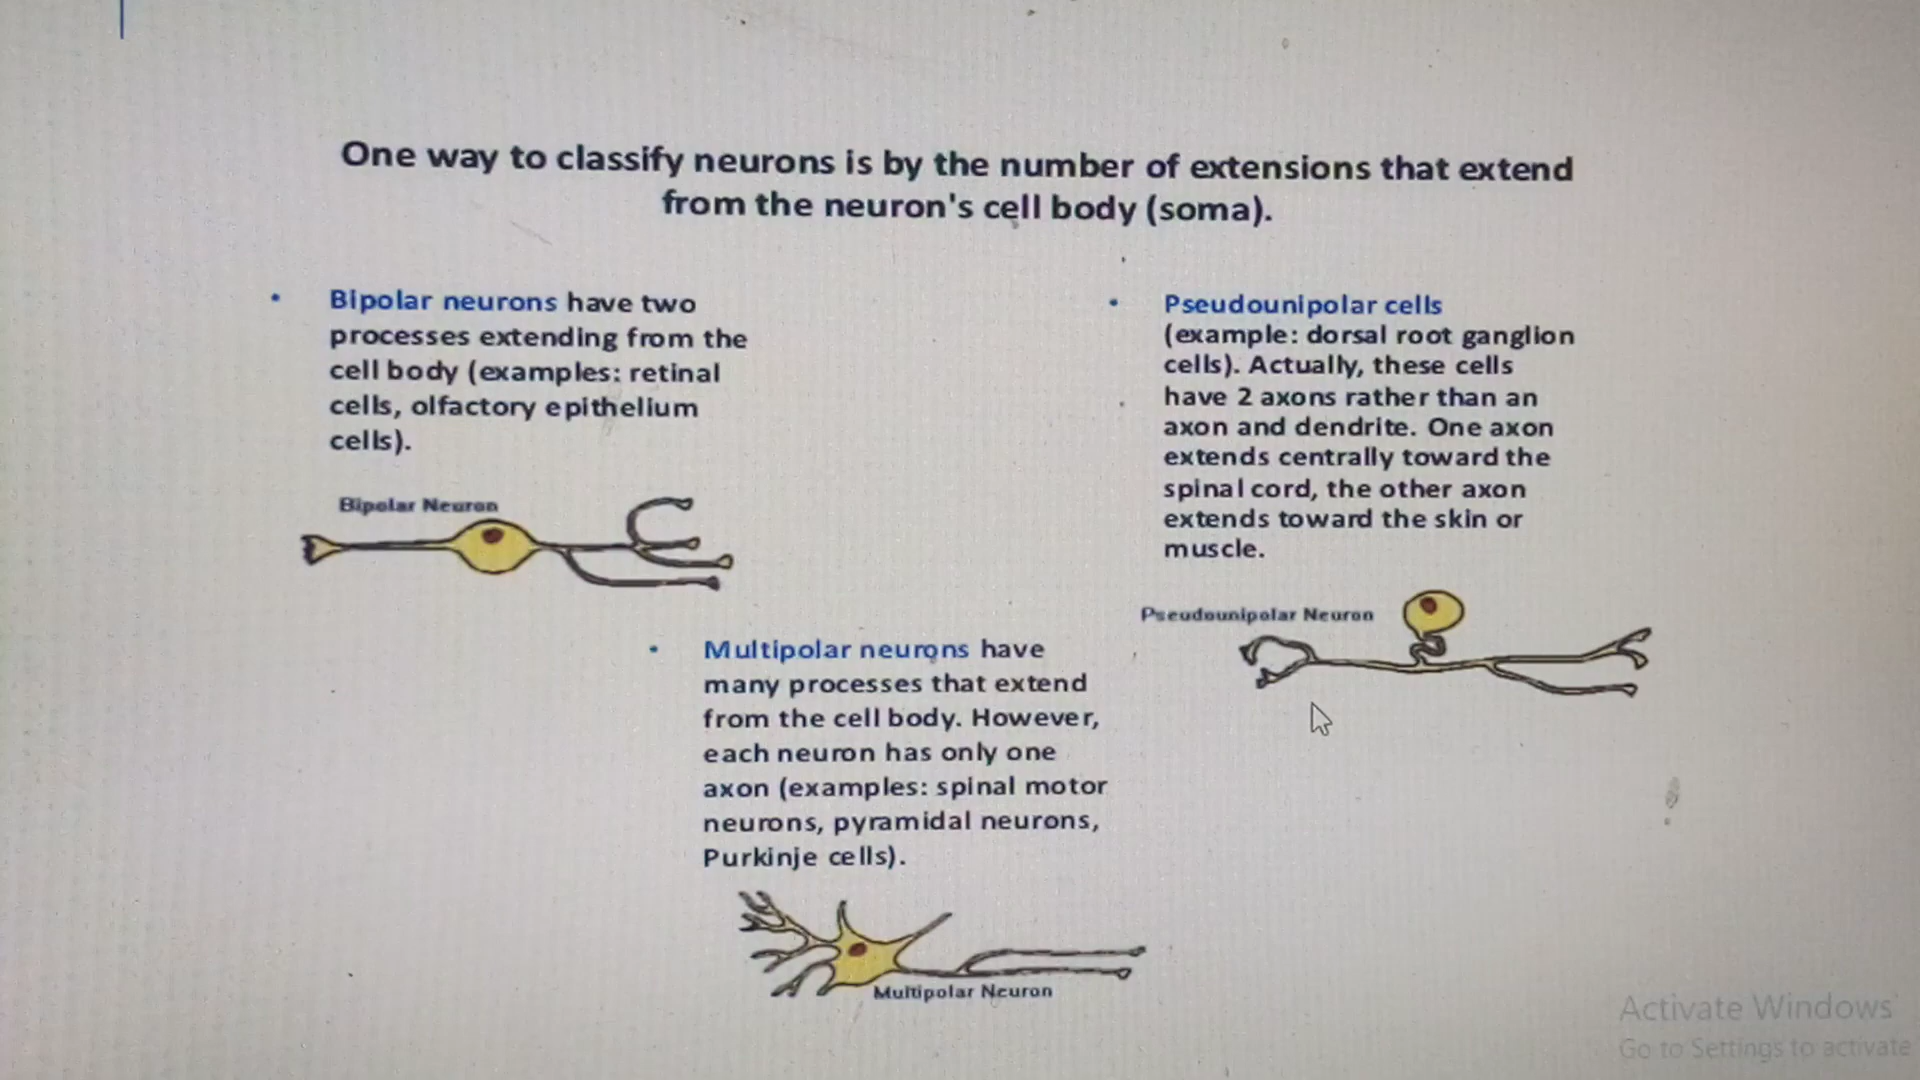 One way to classify neurons is by the number of extensions that extend
from the neuron's cell body (soma).
• Bipolar neurons have two
processes extending from the
cell body (examples: retinal
cells, olfactory epithelium
cells).
Bipolar Neuron
• Multipolar neurons have
many processes that extend
from the cell body. However,
each neuron has only one
axon (examples: spinal motor
neurons, pyramidal neurons,
Purkinje cells).
Multipolar Neuron
• Pseudounipolar cells
(example: dorsal root ganglion
cells). Actually, these cells
have 2 axons rather than an
axon and dendrite. One axon
extends centrally toward the
spinal cord, the other axon
extends toward the skin or
muscle.
Pseudounipolar Neuron
Activate Windows
Go to Settings to activate